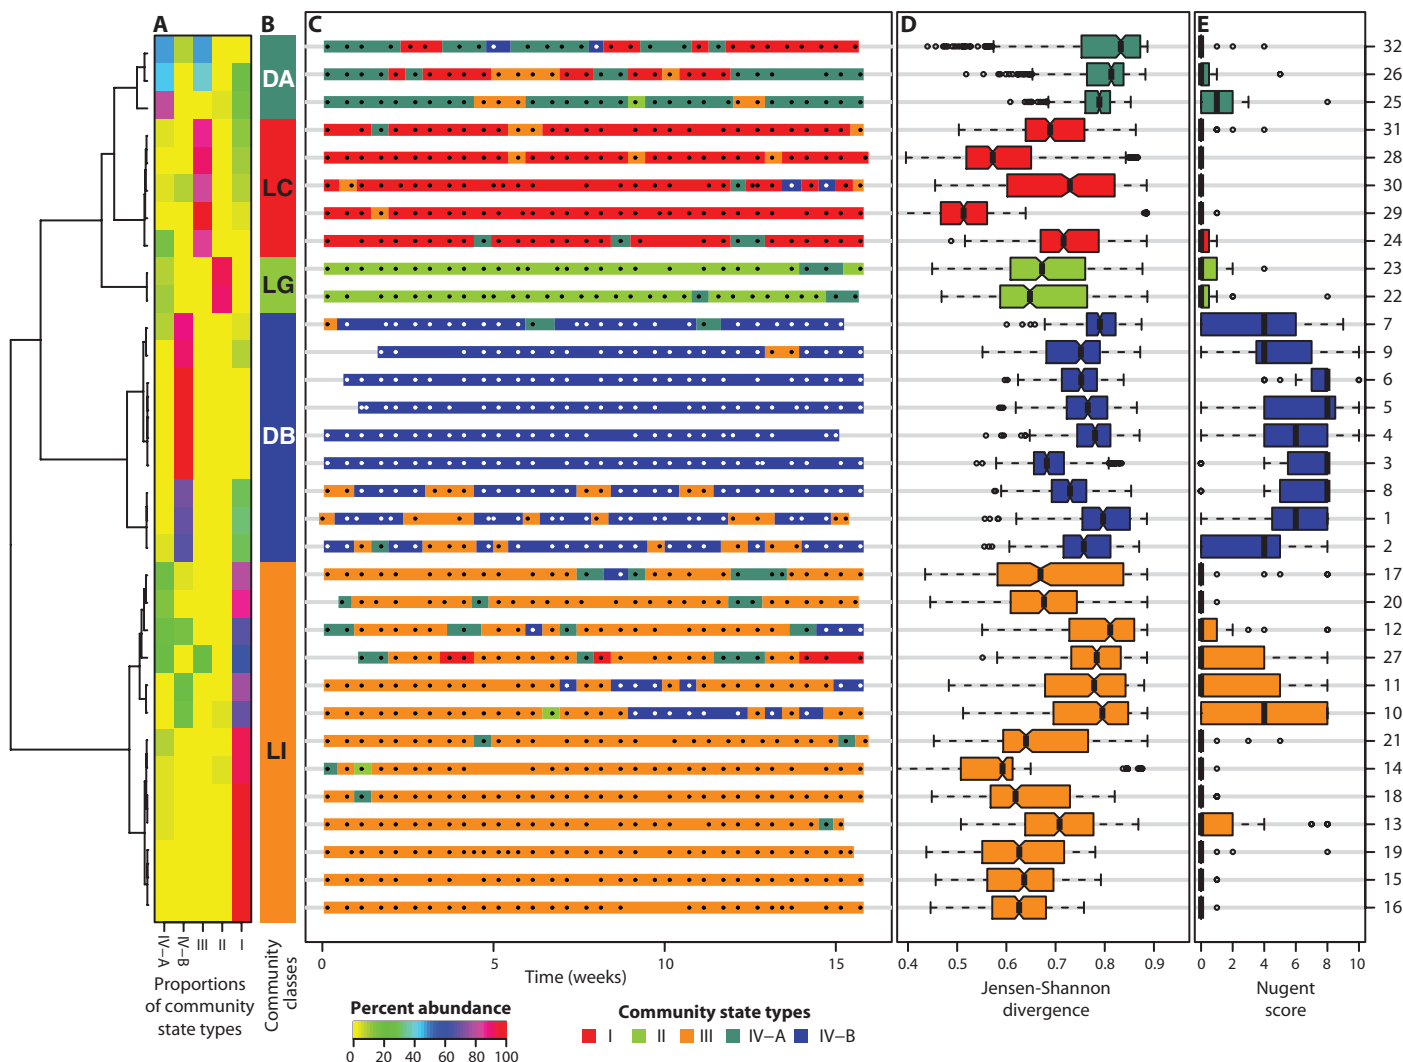 A B C D E
DA
LC
LG
DB
LI
32
26
25
31
28
30
29
24
23
22
7
9
6
5
4
3
8
1
2
17
20
12
27
11
10
21
14
18
13
19
15
16
IV–A IV–B III II I
Proportions
of community
state types
Community
classes
0 5 10 15
Time (weeks)
0.4 0.5 0.6 0.7 0.8 0.9
Jensen-Shannon
divergence
0 2 4 6 8 10
Nugent
score
Percent abundance
0 20 40 60 80 100
Community state types
I II III IV–A IV–B